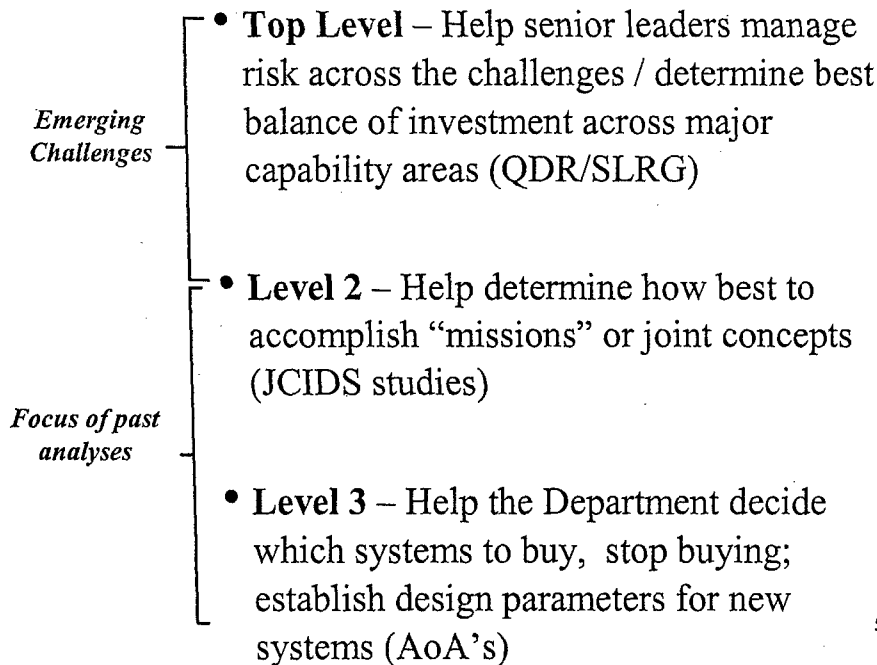 • Top Level – Help senior leaders manage
risk across the challenges / determine best
balance of investment across major
capability areas (QDR/SLRG)
Emerging
Challenges
• Level 2 – Help determine how best to
accomplish “missions” or joint concepts
(JCIDS studies)
Focus of past
analyses
• Level 3 – Help the Department decide
which systems to buy, stop buying;
establish design parameters for new
systems (AoA's)